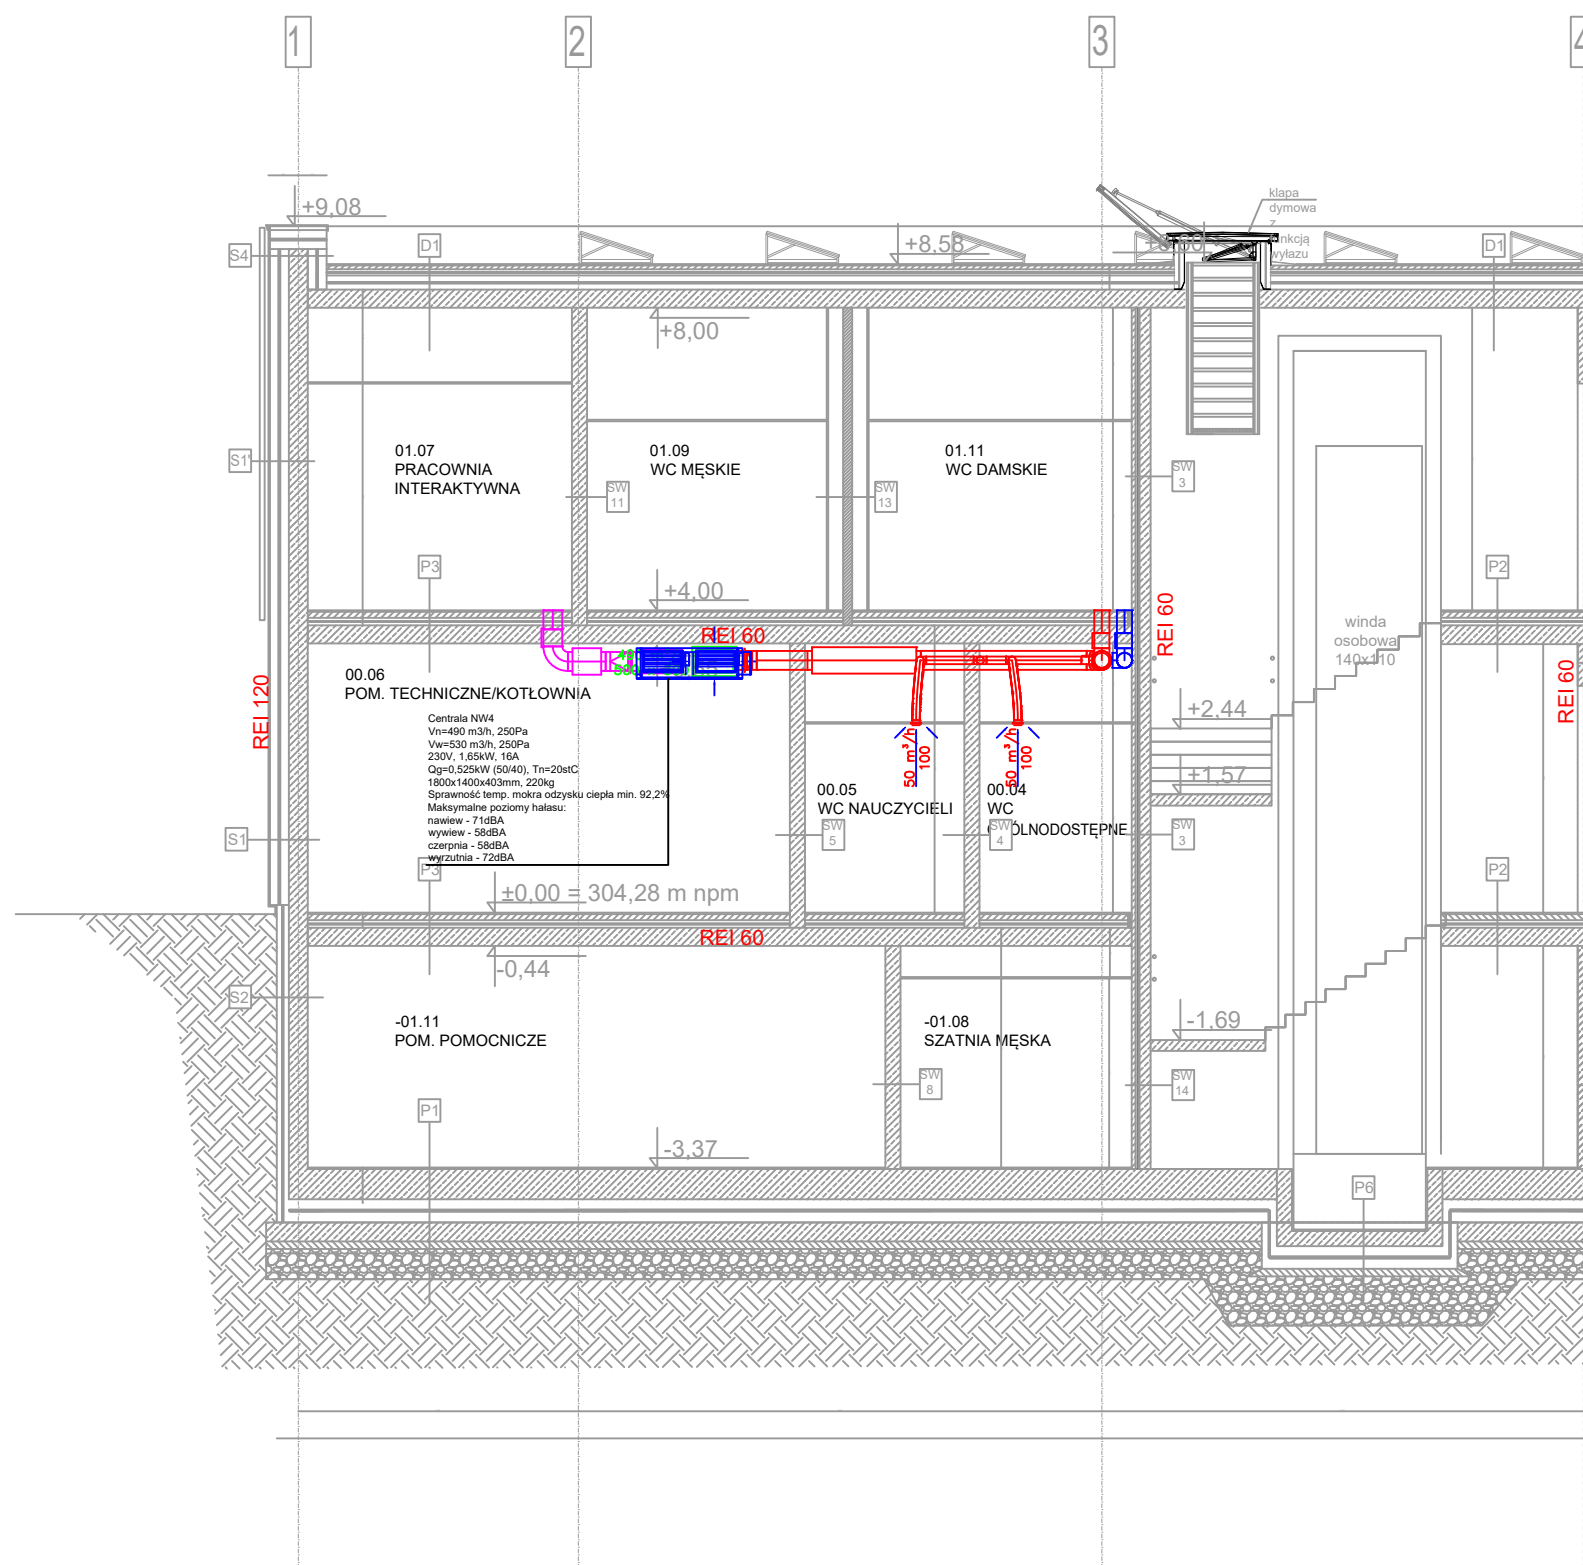 1
2
3
+9,08
klapa
dymowa
z
wyłazu
S4
D1
+8,58
D1
+8,00
S1'
01.07
PRACOWNIA
INTERAKTYWNA
01.09
WC MĘSKIE
01.11
WC DAMSKIE
SW
11
SW
13
SW
3
P3
+4,00
P2
REI 60
REI 60
winda
osobowa
140x110
00.06
POM. TECHNICZNE/KOTŁOWNIA
REI 120
REI 60
Centrala NW4
Vn=490 m3/h, 250Pa
Vw=530 m3/h, 250Pa
230V, 1,65kW, 16A
Qg=0,525kW (50/40), Tn=20stC
1800x1400x403mm, 220kg
Sprawność temp. mokra odzysku ciepła min. 92,2%
Maksymalne poziomy hałasu:
nawiew - 71dBA
wywiew - 58dBA
czerpnia - 58dBA
wyrzutnia - 72dBA
50 m³/h
100
50 m³/h
100
+2,44
+1,57
00.05
WC NAUCZYCIELI
00.04
WC
S1
SW
5
SW
4
SW
3
P3
P2
±0,00 = 304,28 m npm
REI 60
-0,44
S2
-01.11
POM. POMOCNICZE
-01.08
SZATNIA MĘSKA
-1,69
SW
8
SW
14
P1
-3,37
P6